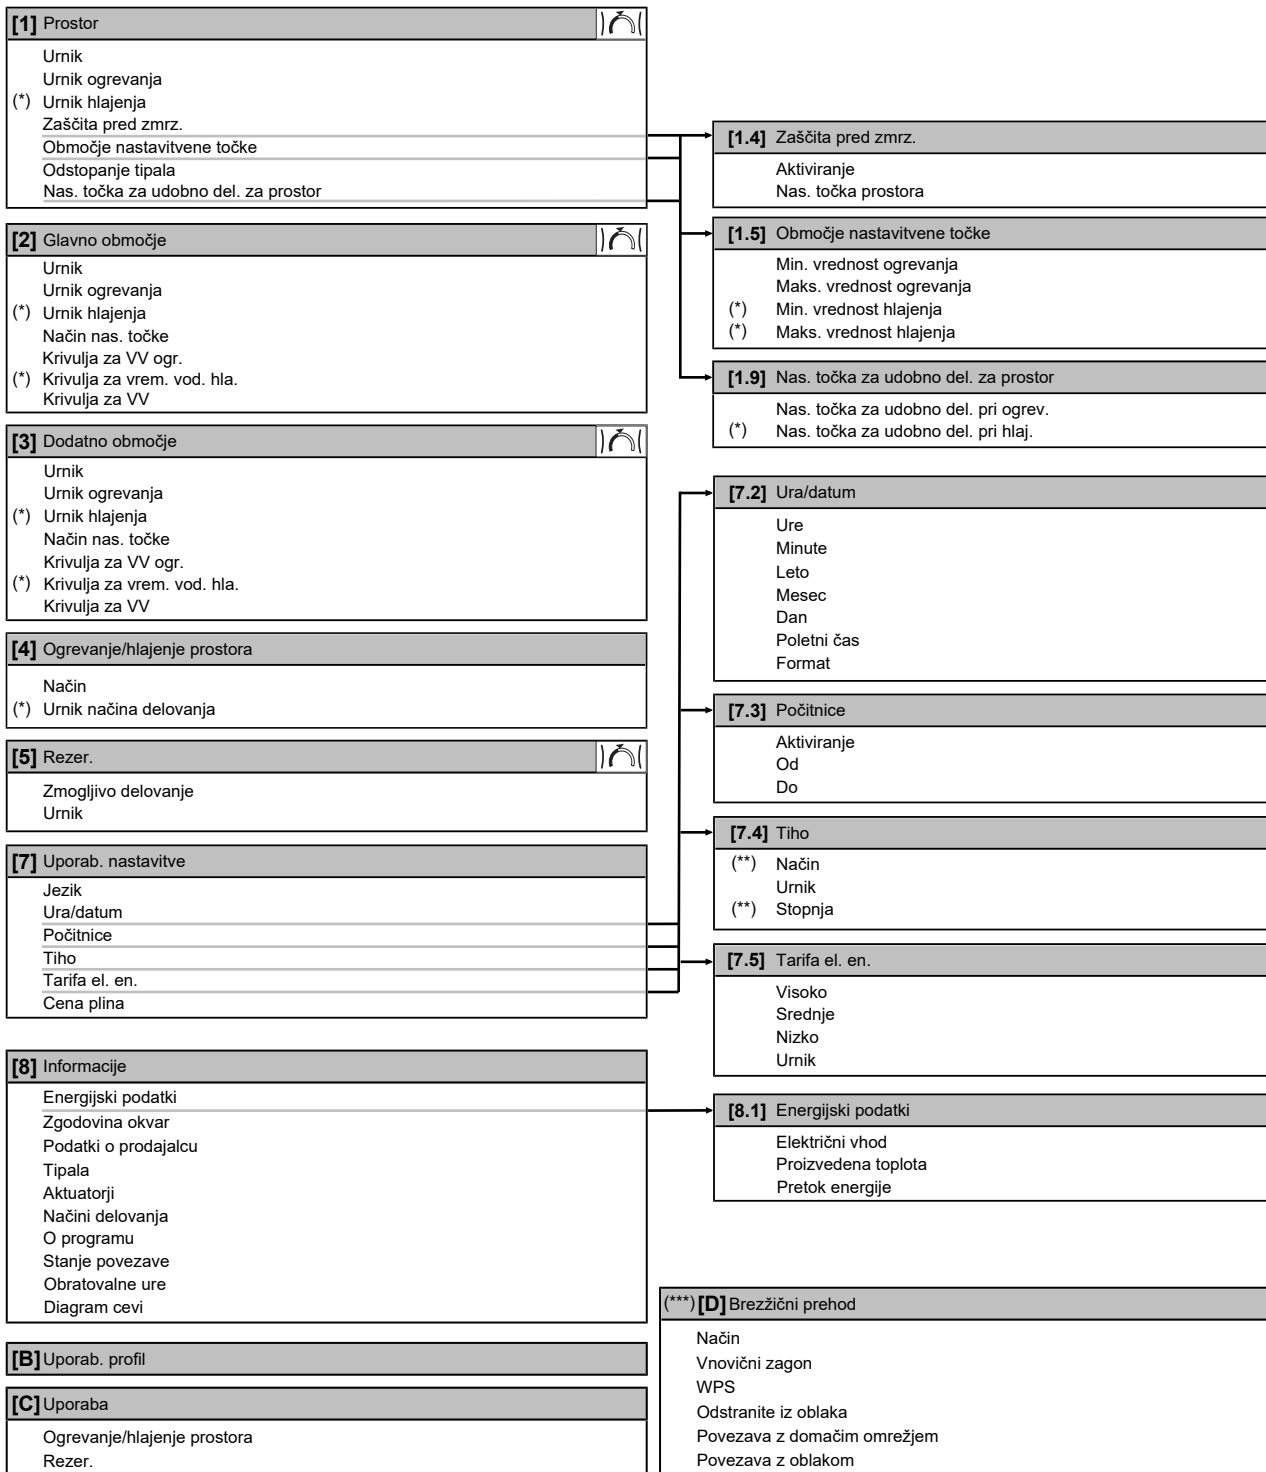 [1] Prostor
Urnik
Urnik ogrevanja
(*) Urnik hlajenja
Zaščita pred zmrz.
Območje nastavitvene točke
Odstopanje tipala
Nas. točka za udobno del. za prostor
[2] Glavno območje
Urnik
Urnik ogrevanja
(*) Urnik hlajenja
Način nas. točke
Krivulja za VV ogr.
(*) Krivulja za vrem. vod. hla.
Krivulja za VV
[3] Dodatno območje
Urnik
Urnik ogrevanja
(*) Urnik hlajenja
Način nas. točke
Krivulja za VV ogr.
(*) Krivulja za vrem. vod. hla.
Krivulja za VV
[4] Ogrevanje/hlajenje prostora
Način
(*) Urnik načina delovanja
[5] Rezer.
Zmogljivo delovanje
Urnik
[7] Uporab. nastavitve
Jezik
Ura/datum
Počitnice
Tiho
Tarifa el. en.
Cena plina
[8] Informacije
Energijski podatki
Zgodovina okvar
Podatki o prodajalcu
Tipala
Aktuatorji
Načini delovanja
O programu
Stanje povezave
Obratovalne ure
Diagram cevi
[B] Uporab. profil
[C] Uporaba
Ogrevanje/hlajenje prostora
Rezer.
[1.4] Zaščita pred zmrz.
Aktiviranje
Nas. točka prostora
[1.5] Območje nastavitvene točke
Min. vrednost ogrevanja
Maks. vrednost ogrevanja
(*) Min. vrednost hlajenja
(*) Maks. vrednost hlajenja
[1.9] Nas. točka za udobno del. za prostor
Nas. točka za udobno del. pri ogrev.
(*) Nas. točka za udobno del. pri hlaj.
[7.2] Ura/datum
Ure
Minute
Leto
Mesec
Dan
Poletni čas
Format
[7.3] Počitnice
Aktiviranje
Od
Do
[7.4] Tiho
(**) Način
Urnik
(**) Stopnja
[7.5] Tarifa el. en.
Visoko
Srednje
Nizko
Urnik
[8.1] Energijski podatki
Električni vhod
Proizvedena toplota
Pretok energije
(***) [D] Brezžični prehod
Način
Vnovični zagon
WPS
Odstranite iz oblaka
Povezava z domačim omrežjem
Povezava z oblakom